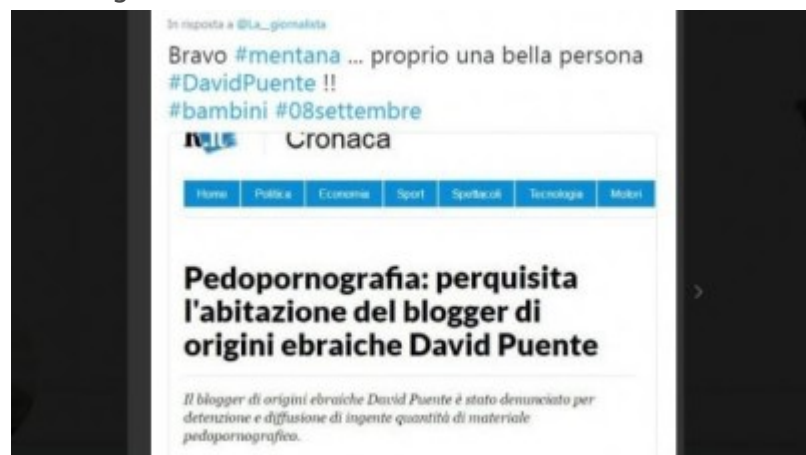 In risposta a @La_giornalista
Bravo #mentana ... proprio una bella persona
#DavidPuente !!
#bambini #08settembre
Cronaca
Home Politica Economia Sport Spettacoli Tecnologia Motori
Pedopornografia: perquisita
l'abitazione del blogger di
origini ebraiche David Puente
Il blogger di origini ebraiche David Puente è stato denunciato per
detenzione e diffusione di ingente quantità di materiale
pedopornografico.